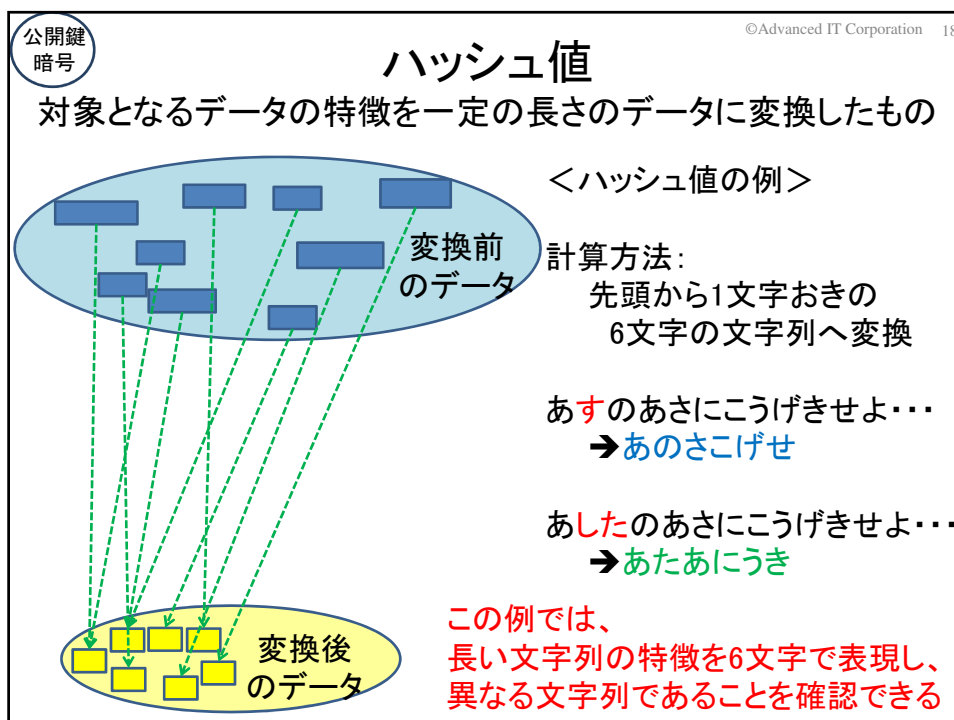 ©Advanced IT Corporation 18
公開鍵
暗号
ハッシュ値
対象となるデータの特徴を一定の長さのデータに変換したもの
変換前
のデータ
変換後
のデータ
＜ハッシュ値の例＞
計算方法：
先頭から1文字おきの
6文字の文字列へ変換
あすのあさにこうげきせよ・・・
➔あのさこげせ
あしたのあさにこうげきせよ・・・
➔あたあにうき
この例では、
長い文字列の特徴を6文字で表現し、
異なる文字列であることを確認できる